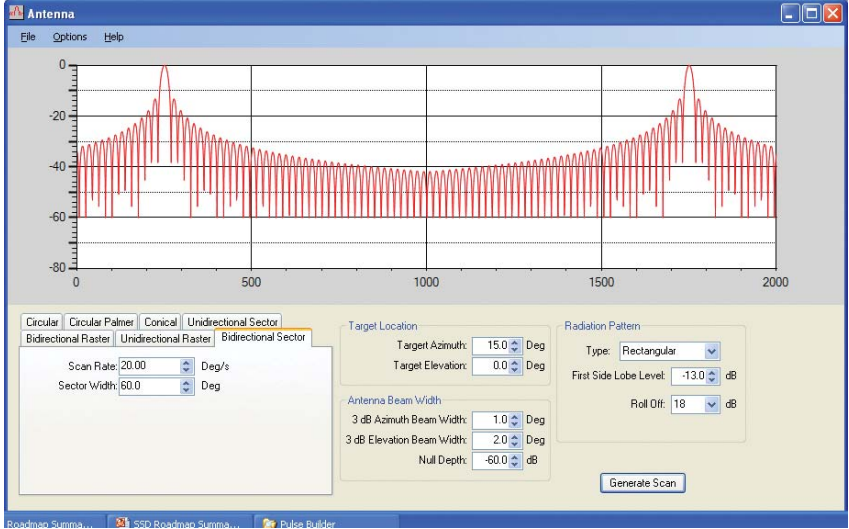 Antenna
File Options Help
0
-20
-40
-60
-80
0 500 1000 1500 2000
Circular Circular Palmer Conical Unidirectional Sector
Bidirectional Raster Unidirectional Raster Bidirectional Sector
Scan Rate: 20.00 Deg/s
Sector Width: 60.0 Deg
Target Location
Targert Azimuth: 15.0 Deg
Target Elevation: 0.0 Deg
Antenna Beam Width
3 dB Azimuth Beam Width: 1.0 Deg
3 dB Elevation Beam Width: 2.0 Deg
Null Depth: -60.0 dB
Radiation Pattern
Type: Rectangular
First Side Lobe Level: -13.0 dB
Roll Off: 18 dB
Generate Scan
Roadmap Summa... SSD Roadmap Summa... Pulse Builder